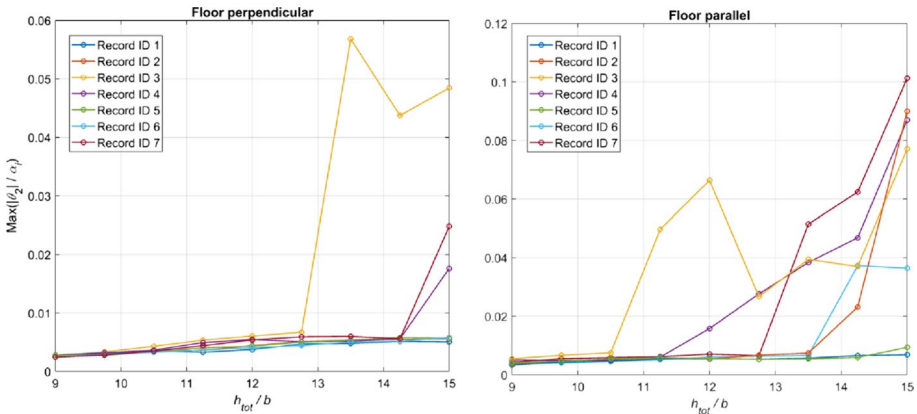 Floor perpendicular
Max(|θ2| / αi)
0.06
0.05
0.04
0.03
0.02
0.01
0
Record ID 1
Record ID 2
Record ID 3
Record ID 4
Record ID 5
Record ID 6
Record ID 7
9 10 11 12 13 14 15
htot / b
Floor parallel
0.12
0.1
0.08
0.06
0.04
0.02
0
Record ID 1
Record ID 2
Record ID 3
Record ID 4
Record ID 5
Record ID 6
Record ID 7
9 10 11 12 13 14 15
htot / b